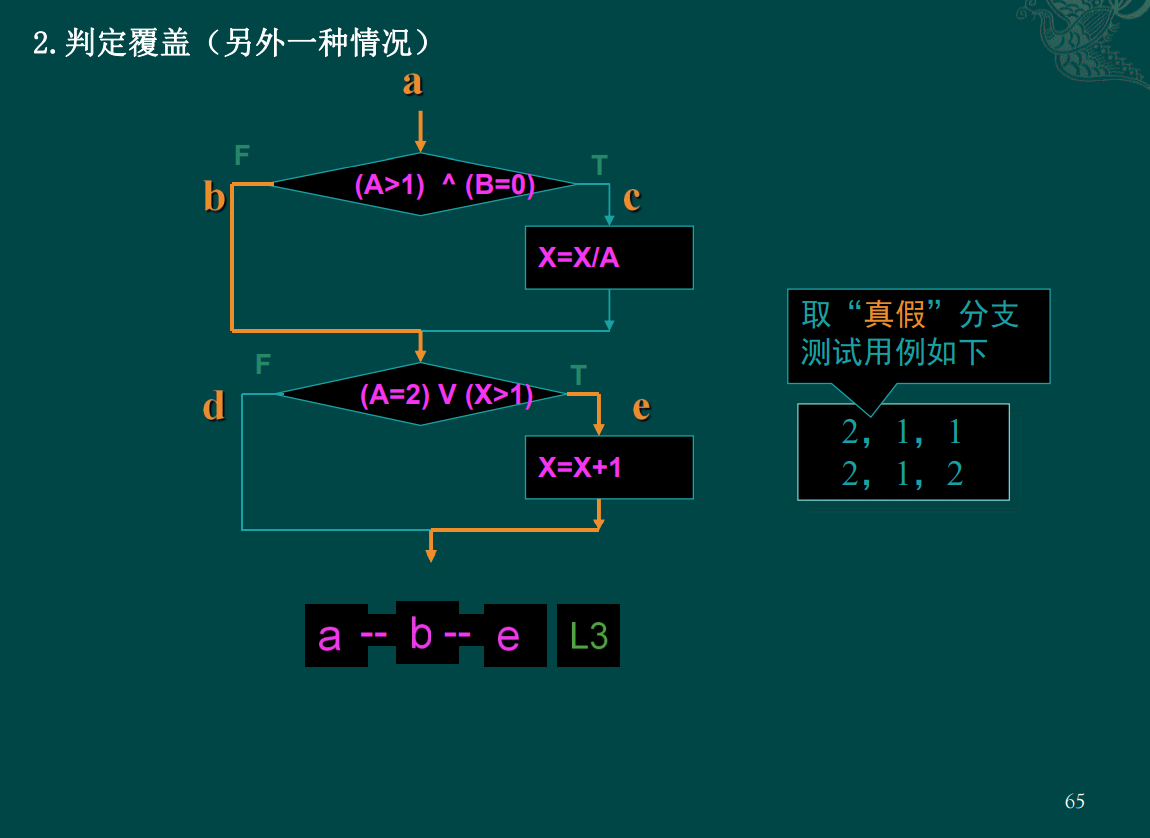 2.判定覆盖（另外一种情况）
a
F
T
b
(A>1) ^ (B=0)
c
X=X/A
取“真假”分支
测试用例如下
F
T
d
(A=2) V (X>1)
e
2，1，1
X=X+1
2，1，2
a -- b -- e L3
65